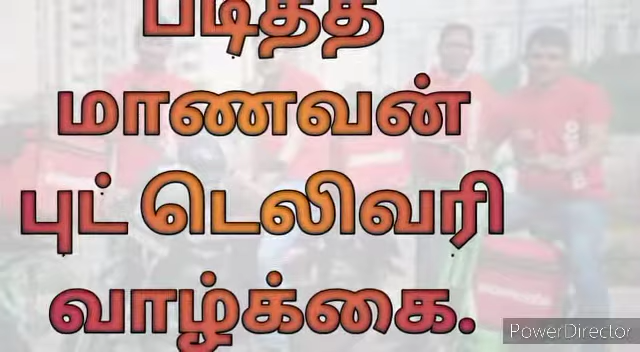 படித்த
மாணவன்
புட் டெலிவரி
வாழ்க்கை.
PowerDirector